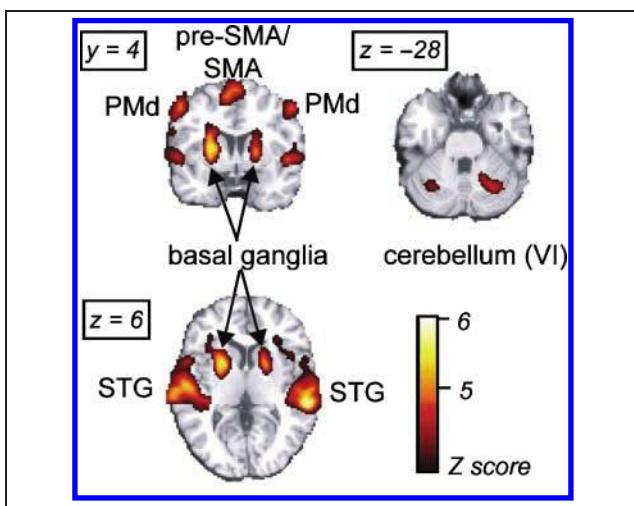 y = 4
pre-SMA/
SMA
z = −28
PMd
PMd
basal ganglia
cerebellum (VI)
z = 6
STG
STG
6
5
Z score